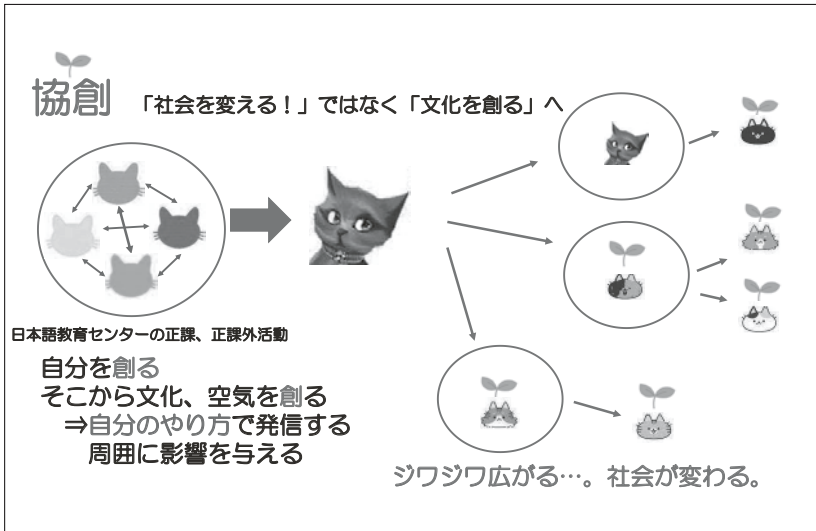 協創 「社会を変える!」ではなく「文化を創る」へ
日本語教育センターの正課、正課外活動
自分を創る
そこから文化、空気を創る
⇒自分のやり方で発信する
周囲に影響を与える
ジワジワ広がる…。社会が変わる。